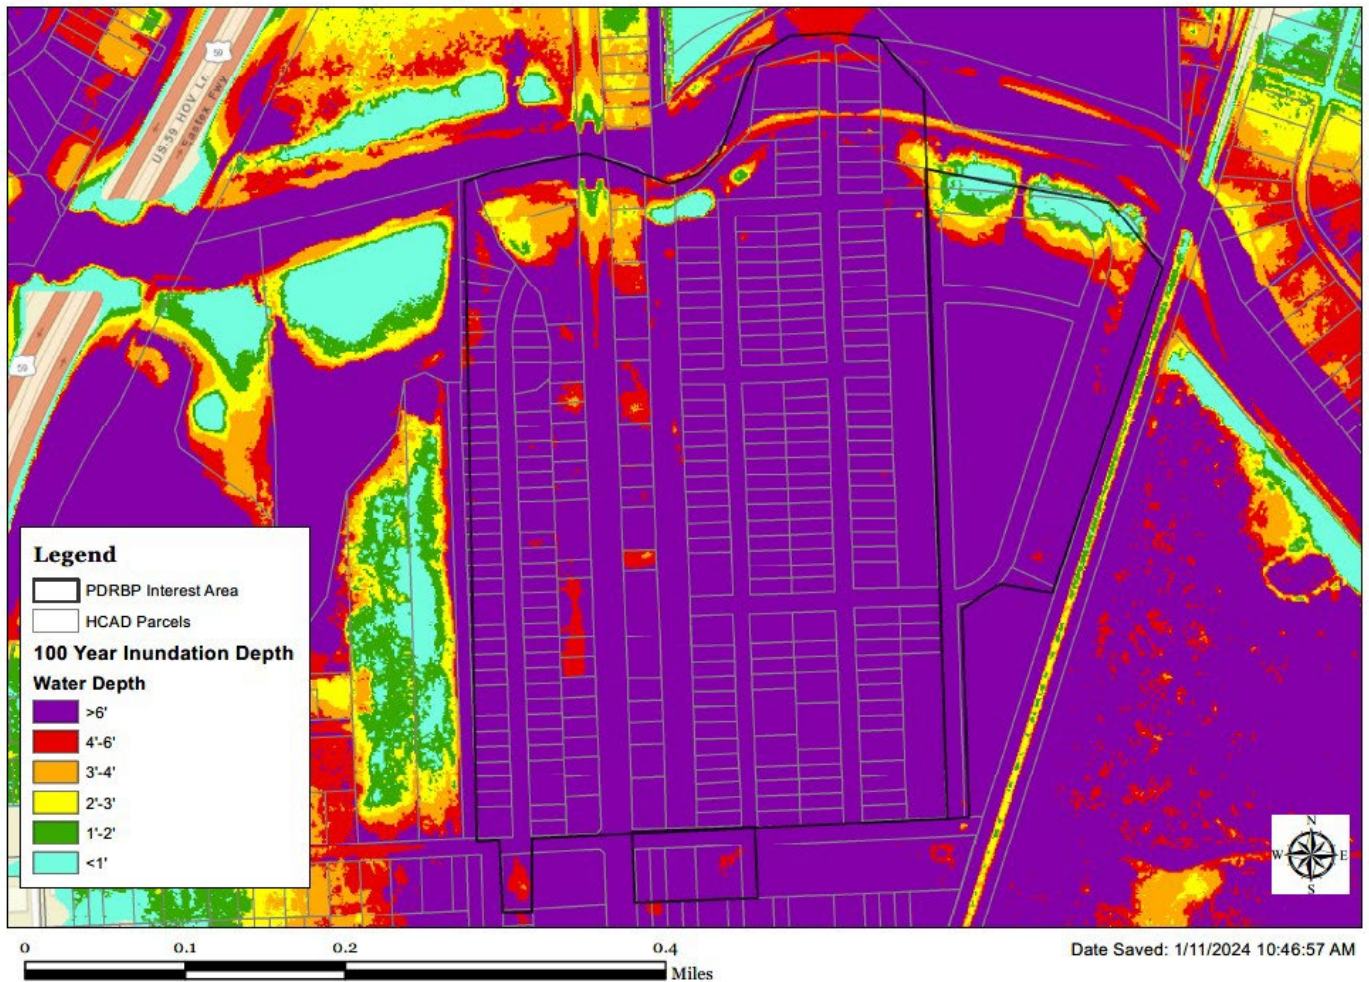 59
US-59 HOV Ln
Eastex Fwy
59
Legend
PDRBP Interest Area
HCAD Parcels
100 Year Inundation Depth
Water Depth
>6'
4'-6'
3'-4'
2'-3'
1'-2'
<1'
N
W E
S
0 0.1 0.2 0.4
Miles
Date Saved: 1/11/2024 10:46:57 AM